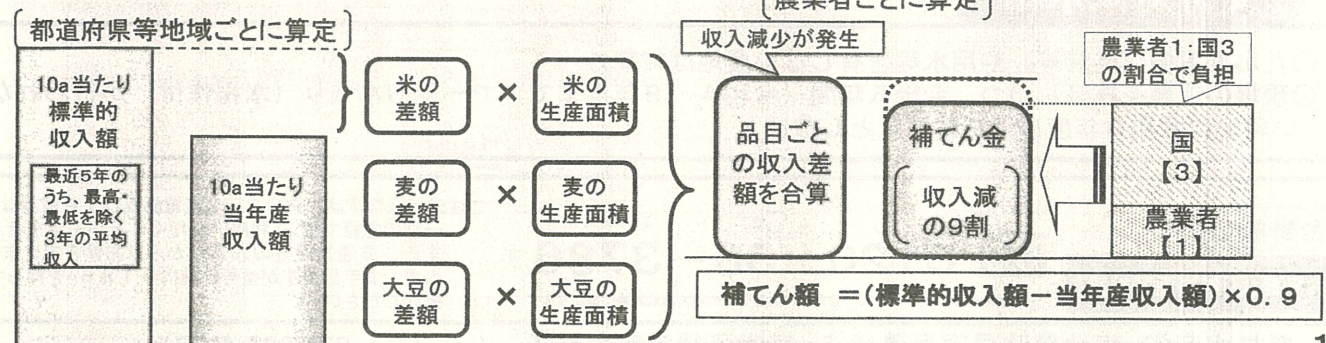 農業者ごとに算定
都道府県等地域ごとに算定
10a当たり
標準的
収入額
最近5年の
うち、最高・
最低を除く
3年の平均
収入
10a当たり
当年産
収入額
米の
差額
×
米の
生産面積
麦の
差額
×
麦の
生産面積
大豆の
差額
×
大豆の
生産面積
収入減少が発生
品目ごと
の収入差
額を合算
補てん金
収入減
の9割
農業者1:国3
の割合で負担
国
【3】
農業者
【1】
補てん額 =(標準的収入額-当年産収入額)×0.9
1